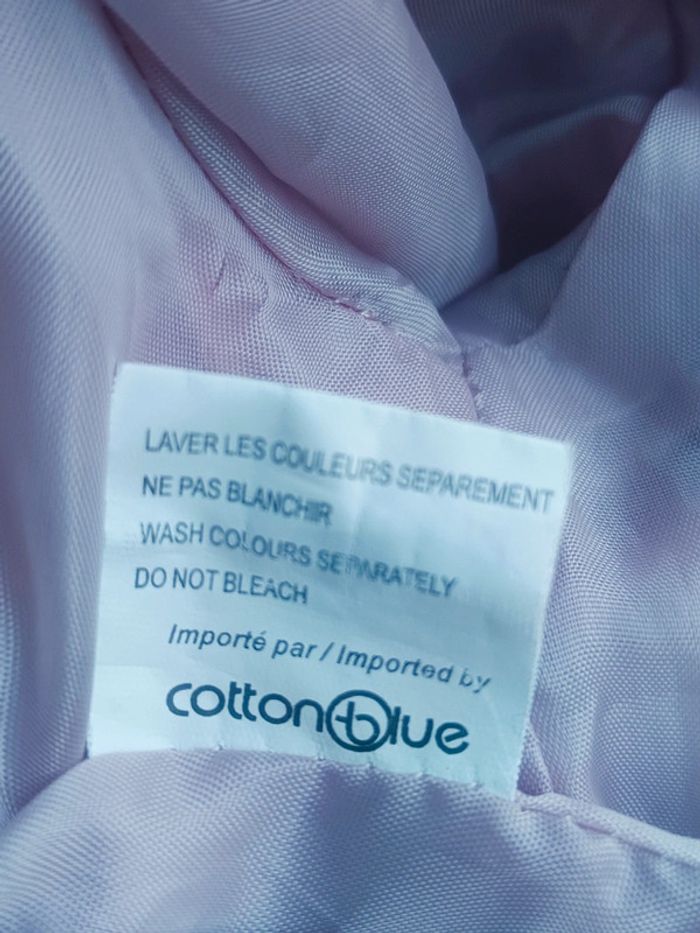 LAVER LES COULEURS SEPAREMENT
NE PAS BLANCHIR
WASH COLOURS SEPARATELY
DO NOT BLEACH
Importé par / Imported by
cottonblue